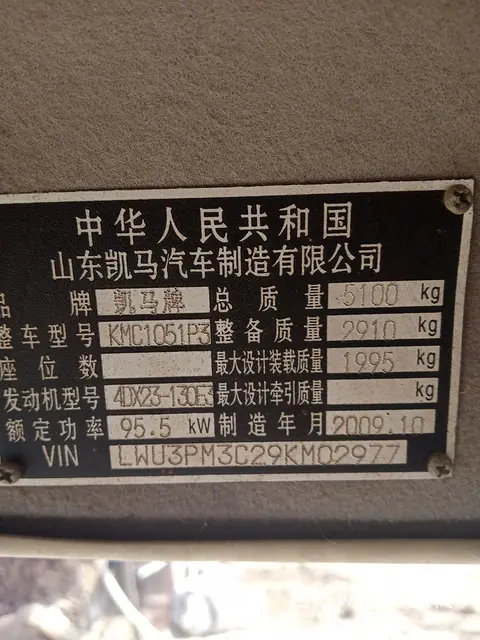 中华人民共和国
山东凯马汽车制造有限公司
品 牌 凯马牌 总质量 5100 kg
整车型号 KMC1051P3 整备质量 2910 kg
座位数 最大设计装载质量 1995 kg
发动机型号 4DX23-130E3 最大设计牵引质量 kg
额定功率 95.5 kW 制造年月 2009.10
VIN LWU3PM3C29KM02977